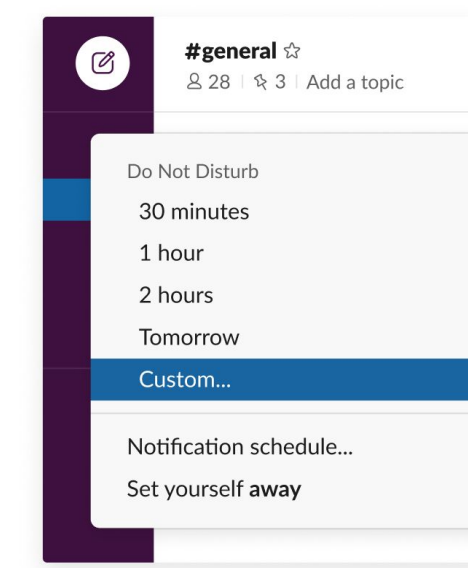 #general
28 3 Add a topic
Do Not Disturb
30 minutes
1 hour
2 hours
Tomorrow
Custom...
Notification schedule...
Set yourself away